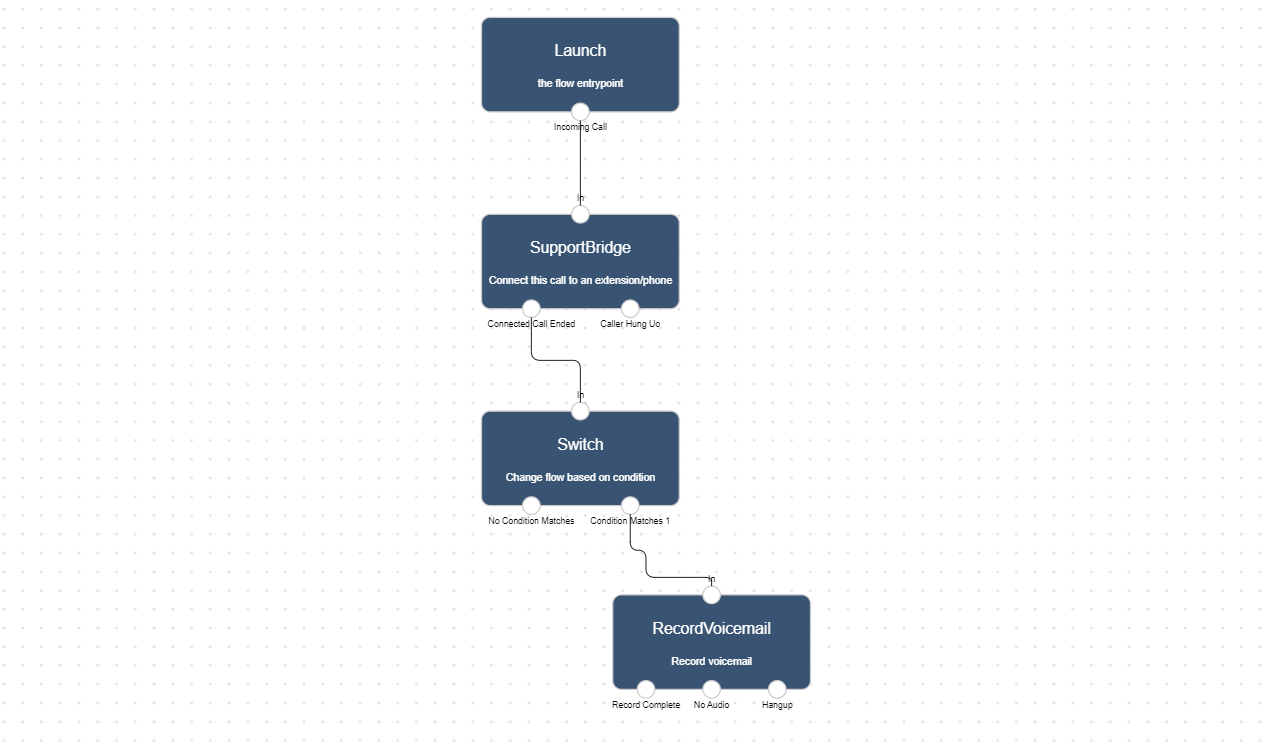 Launch
the flow entrypoint
Incoming Call
In
SupportBridge
Connect this call to an extension/phone
Connected Call Ended
Caller Hung Uo
In
Switch
Change flow based on condition
No Condition Matches
Condition Matches 1
In
RecordVoicemail
Record voicemail
Record Complete
No Audio
Hangup